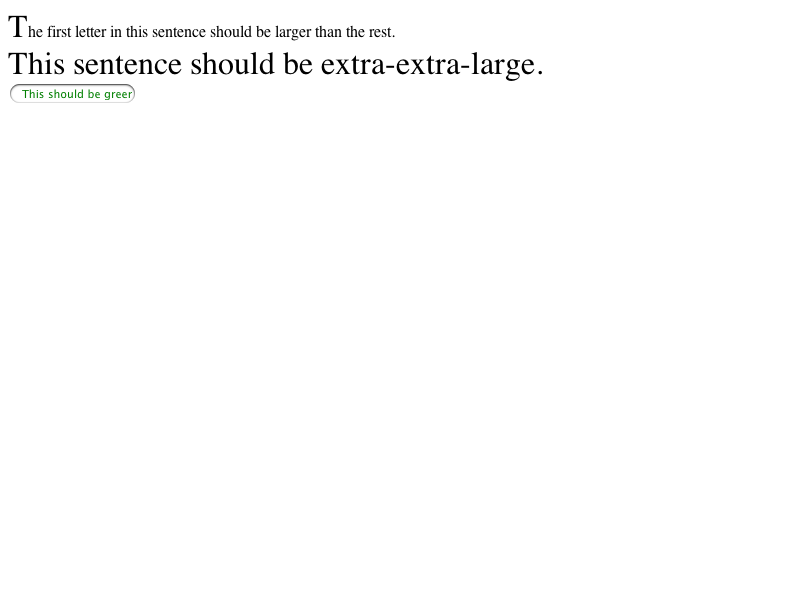 The first letter in this sentence should be larger than the rest.
This sentence should be extra-extra-large.
This should be greer